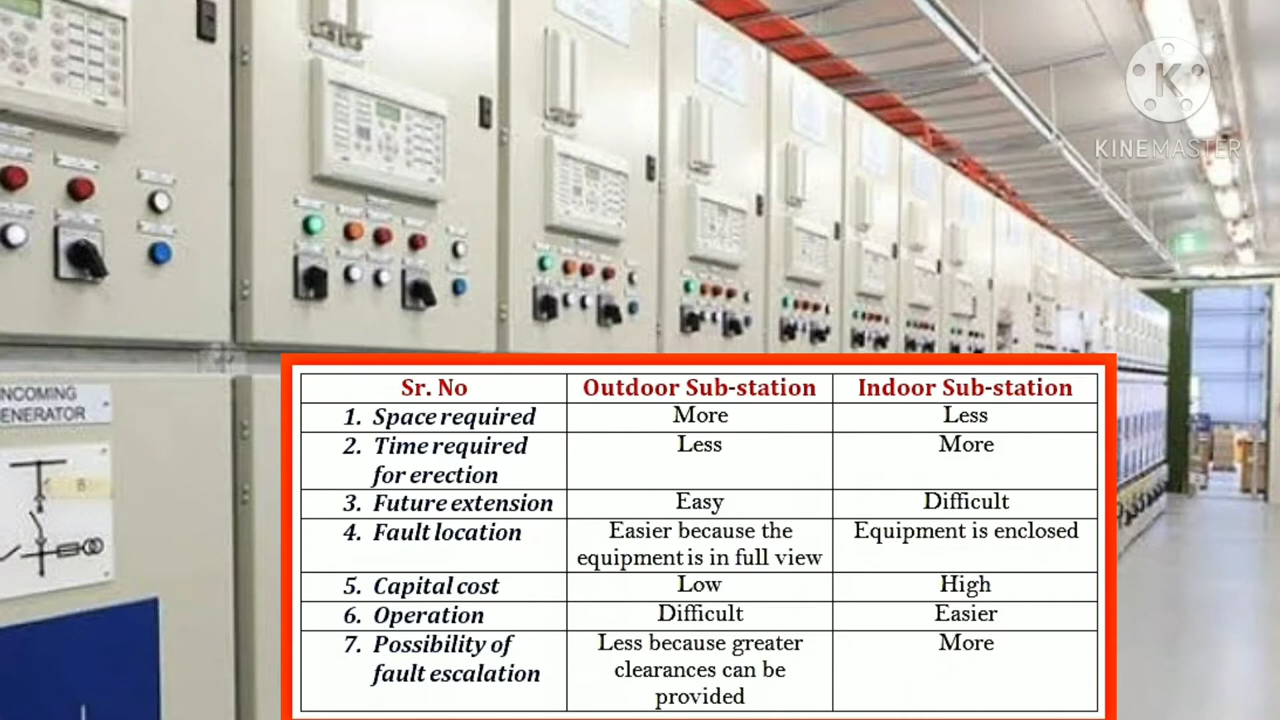 K
KINEMASTER
INCOMING
B
Sr. No Outdoor Sub-station Indoor Sub-station
1. Space required More Less
2. Time required Less More
for erection
3. Future extension Easy Difficult
4. Fault location Easier because the Equipment is enclosed
equipment is in full view
5. Capital cost Low High
6. Operation Difficult Easier
7. Possibility of Less because greater More
fault escalation clearances can be
provided